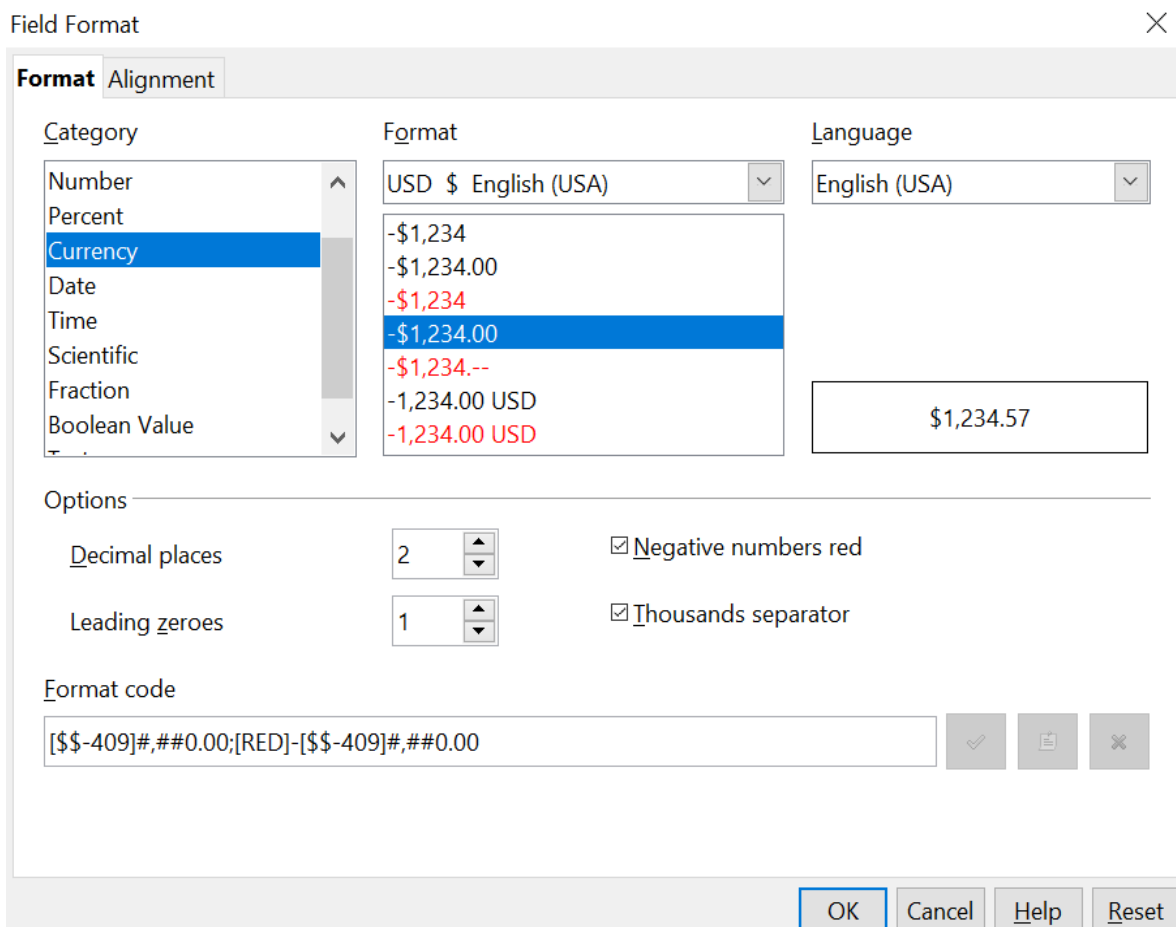 Field Format
Format Alignment
Category
Number
Percent
Currency
Date
Time
Scientific
Fraction
Boolean Value
Format
USD $ English (USA)
-$1,234
-$1,234.00
-$1,234
-$1,234.00
-$1,234.--
-1,234.00 USD
-1,234.00 USD
Language
English (USA)
$1,234.57
Options
Decimal places 2
Negative numbers red
Leading zeroes 1
Thousands separator
Format code
[$$-409]#,##0.00;[RED]-[$$-409]#,##0.00
OK Cancel Help Reset